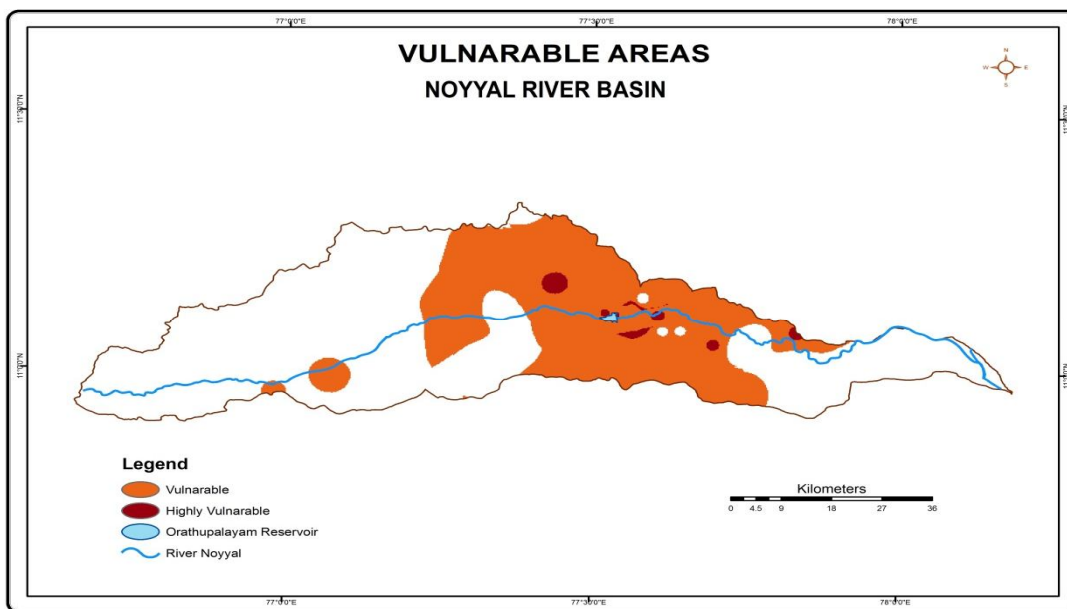 77°0'0"E 77°30'0"E 78°0'0"E
VULNARABLE AREAS
NOYYAL RIVER BASIN
N
W E
S
11°30'0"N
11°0'0"N
Legend
Vulnarable
Highly Vulnarable
Orathupalayam Reservoir
River Noyyal
Kilometers
0 4.5 9 18 27 36
77°0'0"E 77°30'0"E 78°0'0"E